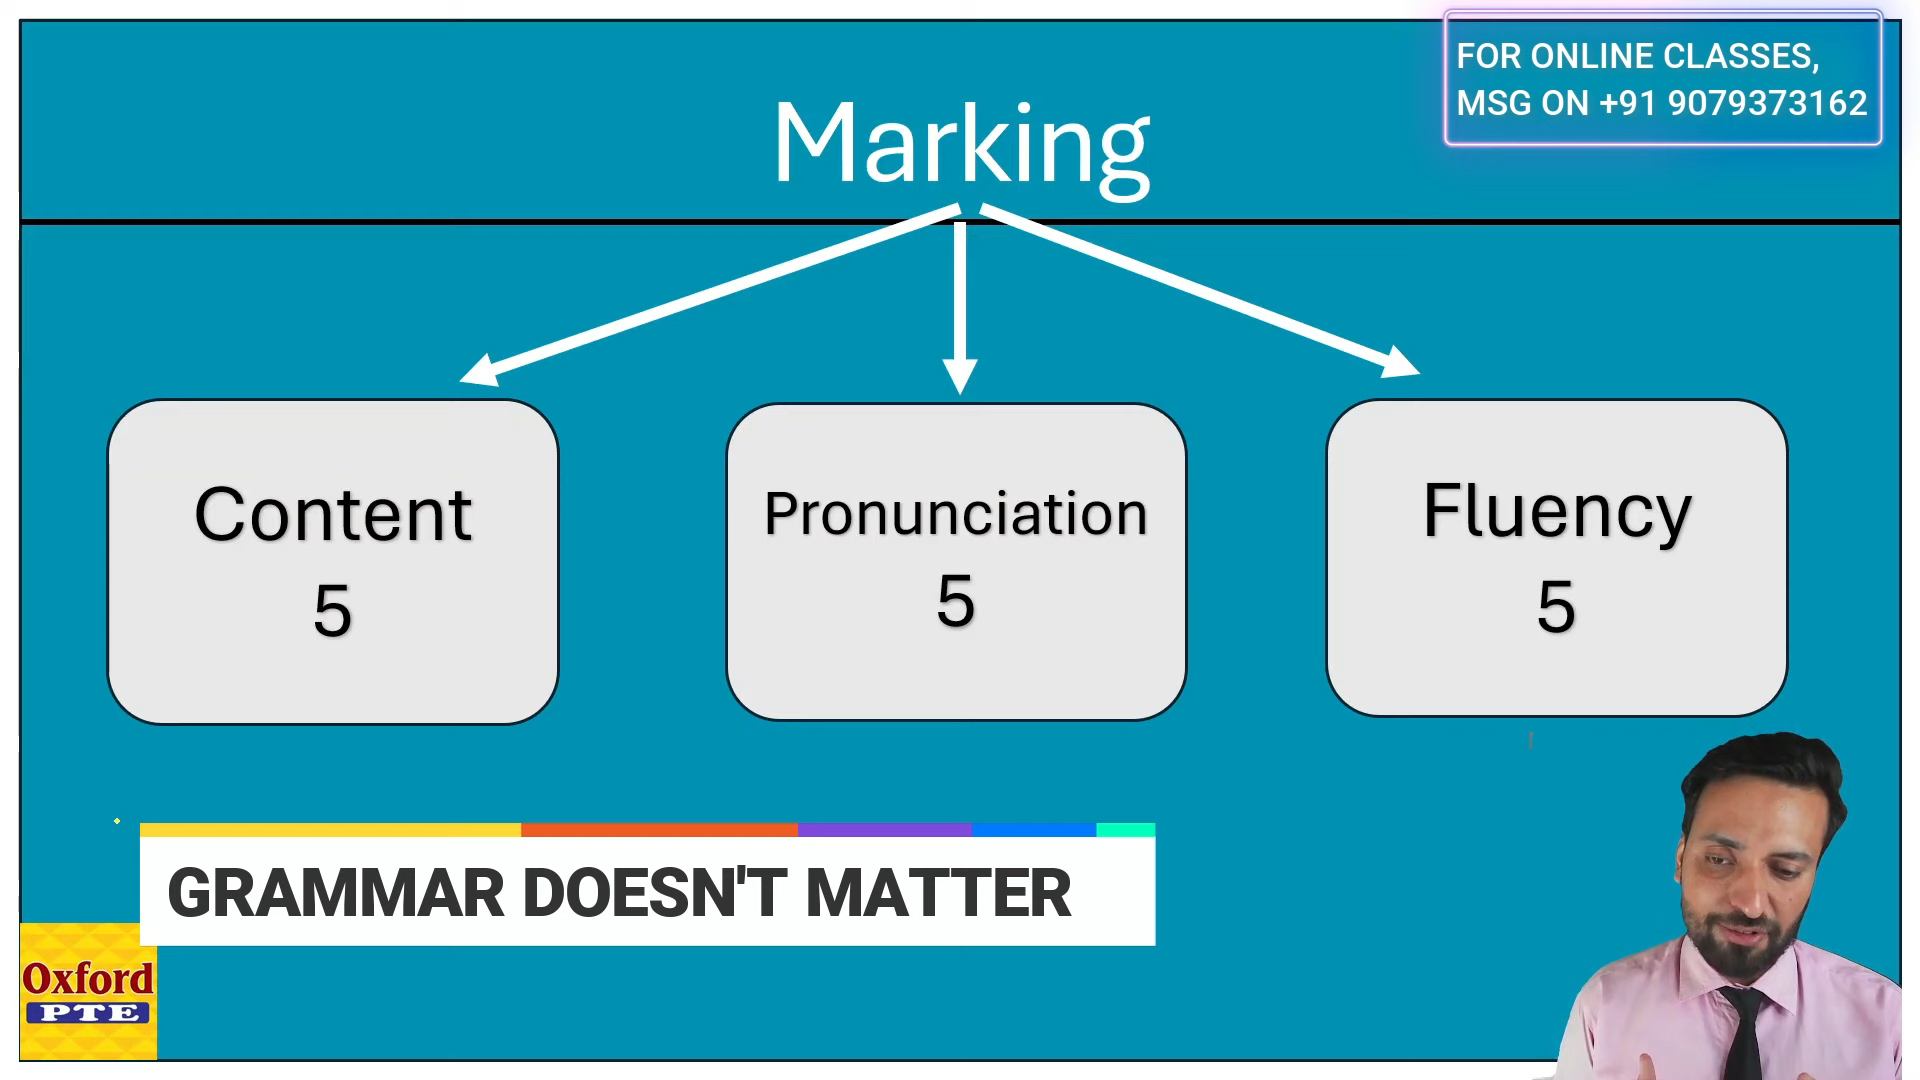 FOR ONLINE CLASSES,
MSG ON +91 9079373162
Marking
Content
5
Pronunciation
5
Fluency
5
GRAMMAR DOESN'T MATTER
Oxford
PTE